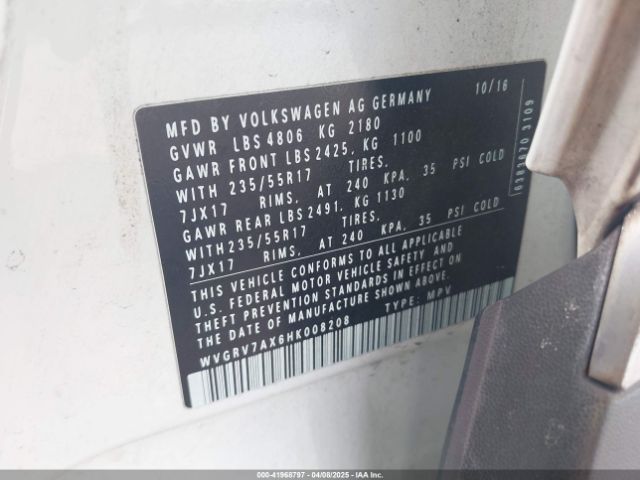 MFD BY VOLKSWAGEN AG GERMANY 10/16
GVWR LBS 4806 KG 2180
GAWR FRONT LBS 2425, KG 1100
WITH 235/55R17 TIRES.
7JX17 RIMS, AT 240 KPA, 35 PSI COLD
GAWR REAR LBS 2491, KG 1130
WITH 235/55R17 TIRES.
7JX17 RIMS, AT 240 KPA, 35 PSI COLD
THIS VEHICLE CONFORMS TO ALL APPLICABLE
U.S. FEDERAL MOTOR VEHICLE SAFETY AND
THEFT PREVENTION STANDARDS IN EFFECT ON
THE DATE OF MANUFACTURE SHOWN ABOVE.
WVGRV7AX6HK008208 TYPE: MPV
6383670 3109
000-41968797 - 04/08/2025 - ©2025 IAA Inc.